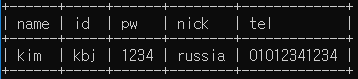 | name | id | pw | nick | tel |
| kim | kbj | 1234 | russia | 01012341234 |